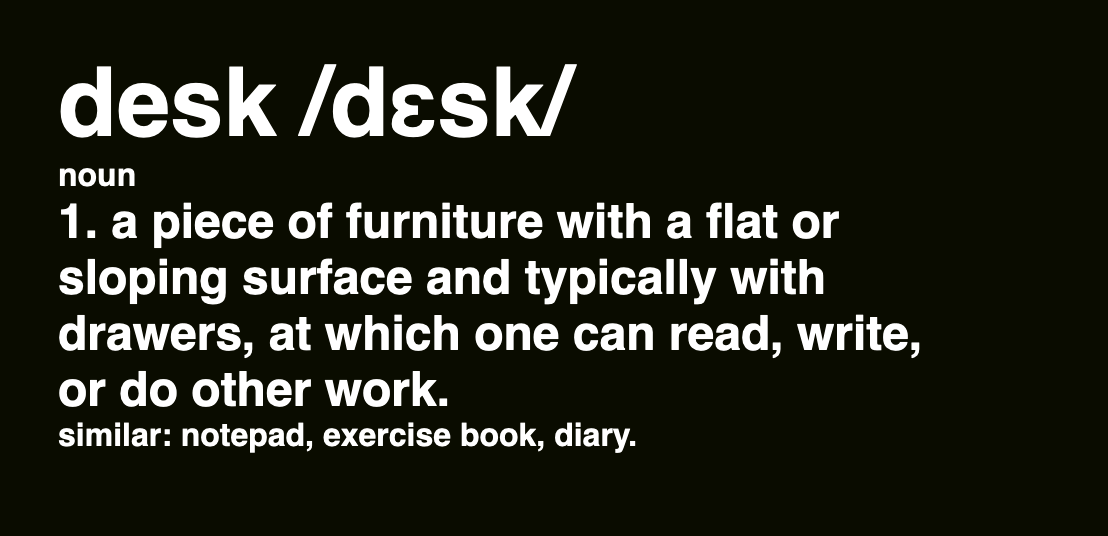 desk /dɛsk/
noun
1. a piece of furniture with a flat or
sloping surface and typically with
drawers, at which one can read, write,
or do other work.
similar: notepad, exercise book, diary.